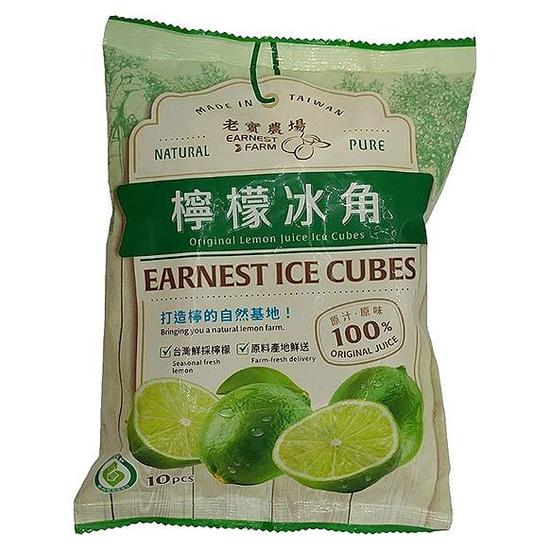 MADE IN TAIWAN
老實農場
EARNEST
FARM
NATURAL
PURE
檸檬冰角
Original Lemon Juice Ice Cubes
EARNEST ICE CUBES
打造檸的自然基地！
Bringing you a natural lemon farm.
原汁・原味
100%
ORIGINAL JUICE
台灣鮮採檸檬
Seasonal fresh
lemon
原料產地鮮送
Farm-fresh delivery
10pcs